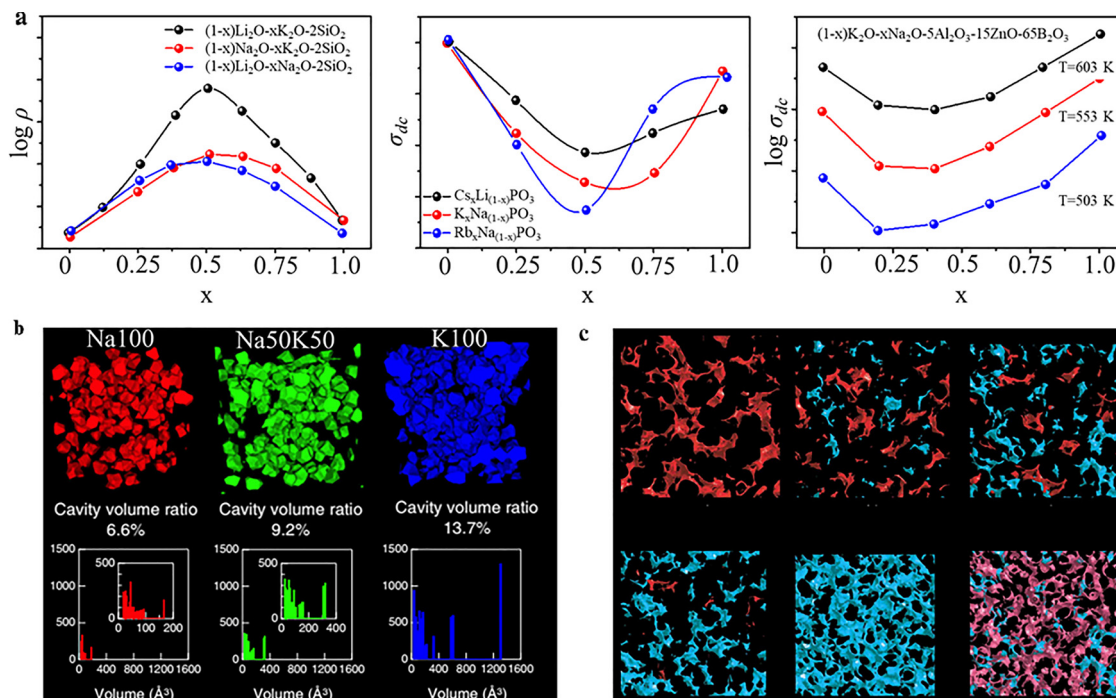 a
(1-x)Li₂O-xK₂O-2SiO₂
(1-x)Na₂O-xK₂O-2SiO₂
(1-x)Li₂O-xNa₂O-2SiO₂
log ρ
0 0.25 0.5 0.75 1.0
x
CsₓLi₍₁₋ₓ₎PO₃
KₓNa₍₁₋ₓ₎PO₃
RbₓNa₍₁₋ₓ₎PO₃
σdc
0 0.25 0.50 0.75 1.0
x
(1-x)K₂O-xNa₂O-5Al₂O₃-15ZnO-65B₂O₃
T=603 K
T=553 K
T=503 K
log σdc
0 0.25 0.5 0.75 1.0
x
b
Na100 Na50K50 K100
Cavity volume ratio
6.6%
Cavity volume ratio
9.2%
Cavity volume ratio
13.7%
1500
1000
500
0
0 400 800 1200 1600
500
0
0 100 200
Volume (Å³)
1500
1000
500
0
0 400 800 1200 1600
500
0
0 200 400
Volume (Å³)
1500
1000
500
0
0 400 800 1200 1600
Volume (Å³)
c